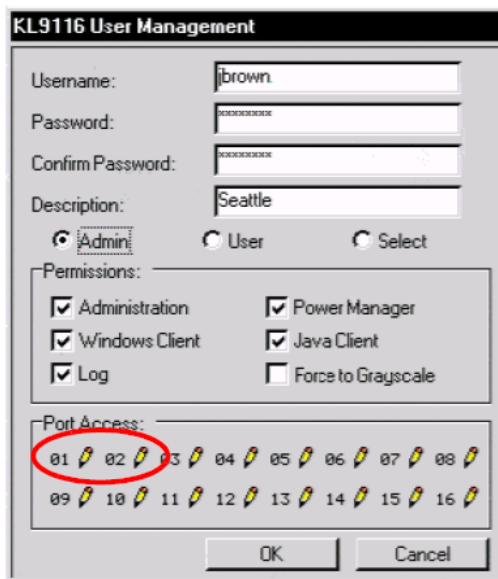 KL9116 User Management
Username: jbrown
Password: ********
Confirm Password: ********
Description: Seattle
Admin User Select
Permissions:
Administration Power Manager
Windows Client Java Client
Log Force to Grayscale
Port Access:
01 02 03 04 05 06 07 08
09 10 11 12 13 14 15 16
OK Cancel